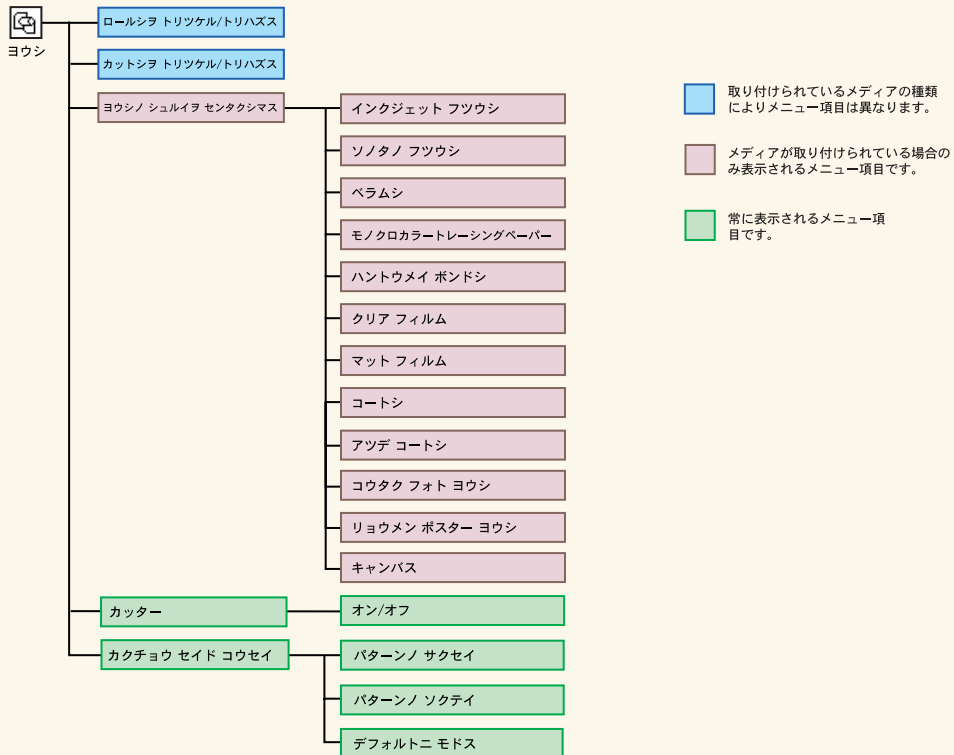 ヨウシ
ロールシヲ トリツケル/トリハズス
カットシヲ トリツケル/トリハズス
ヨウシノ シュルイヲ センタクシマス
インクジェット フツウシ
ソノタノ フツウシ
ベラムシ
モノクロカラートレーシングペーパー
ハントウメイ ボンドシ
クリア フィルム
マット フィルム
コートシ
アツデ コートシ
コウタク フォト ヨウシ
リョウメン ポスター ヨウシ
キャンバス
カッター
オン/オフ
カクチョウ セイド コウセイ
パターンノ サクセイ
パターンノ ソクテイ
デフォルトニ モドス
取り付けられているメディアの種類
によりメニュー項目は異なります。
メディアが取り付けられている場合の
み表示されるメニュー項目です。
常に表示されるメニュー項
目です。